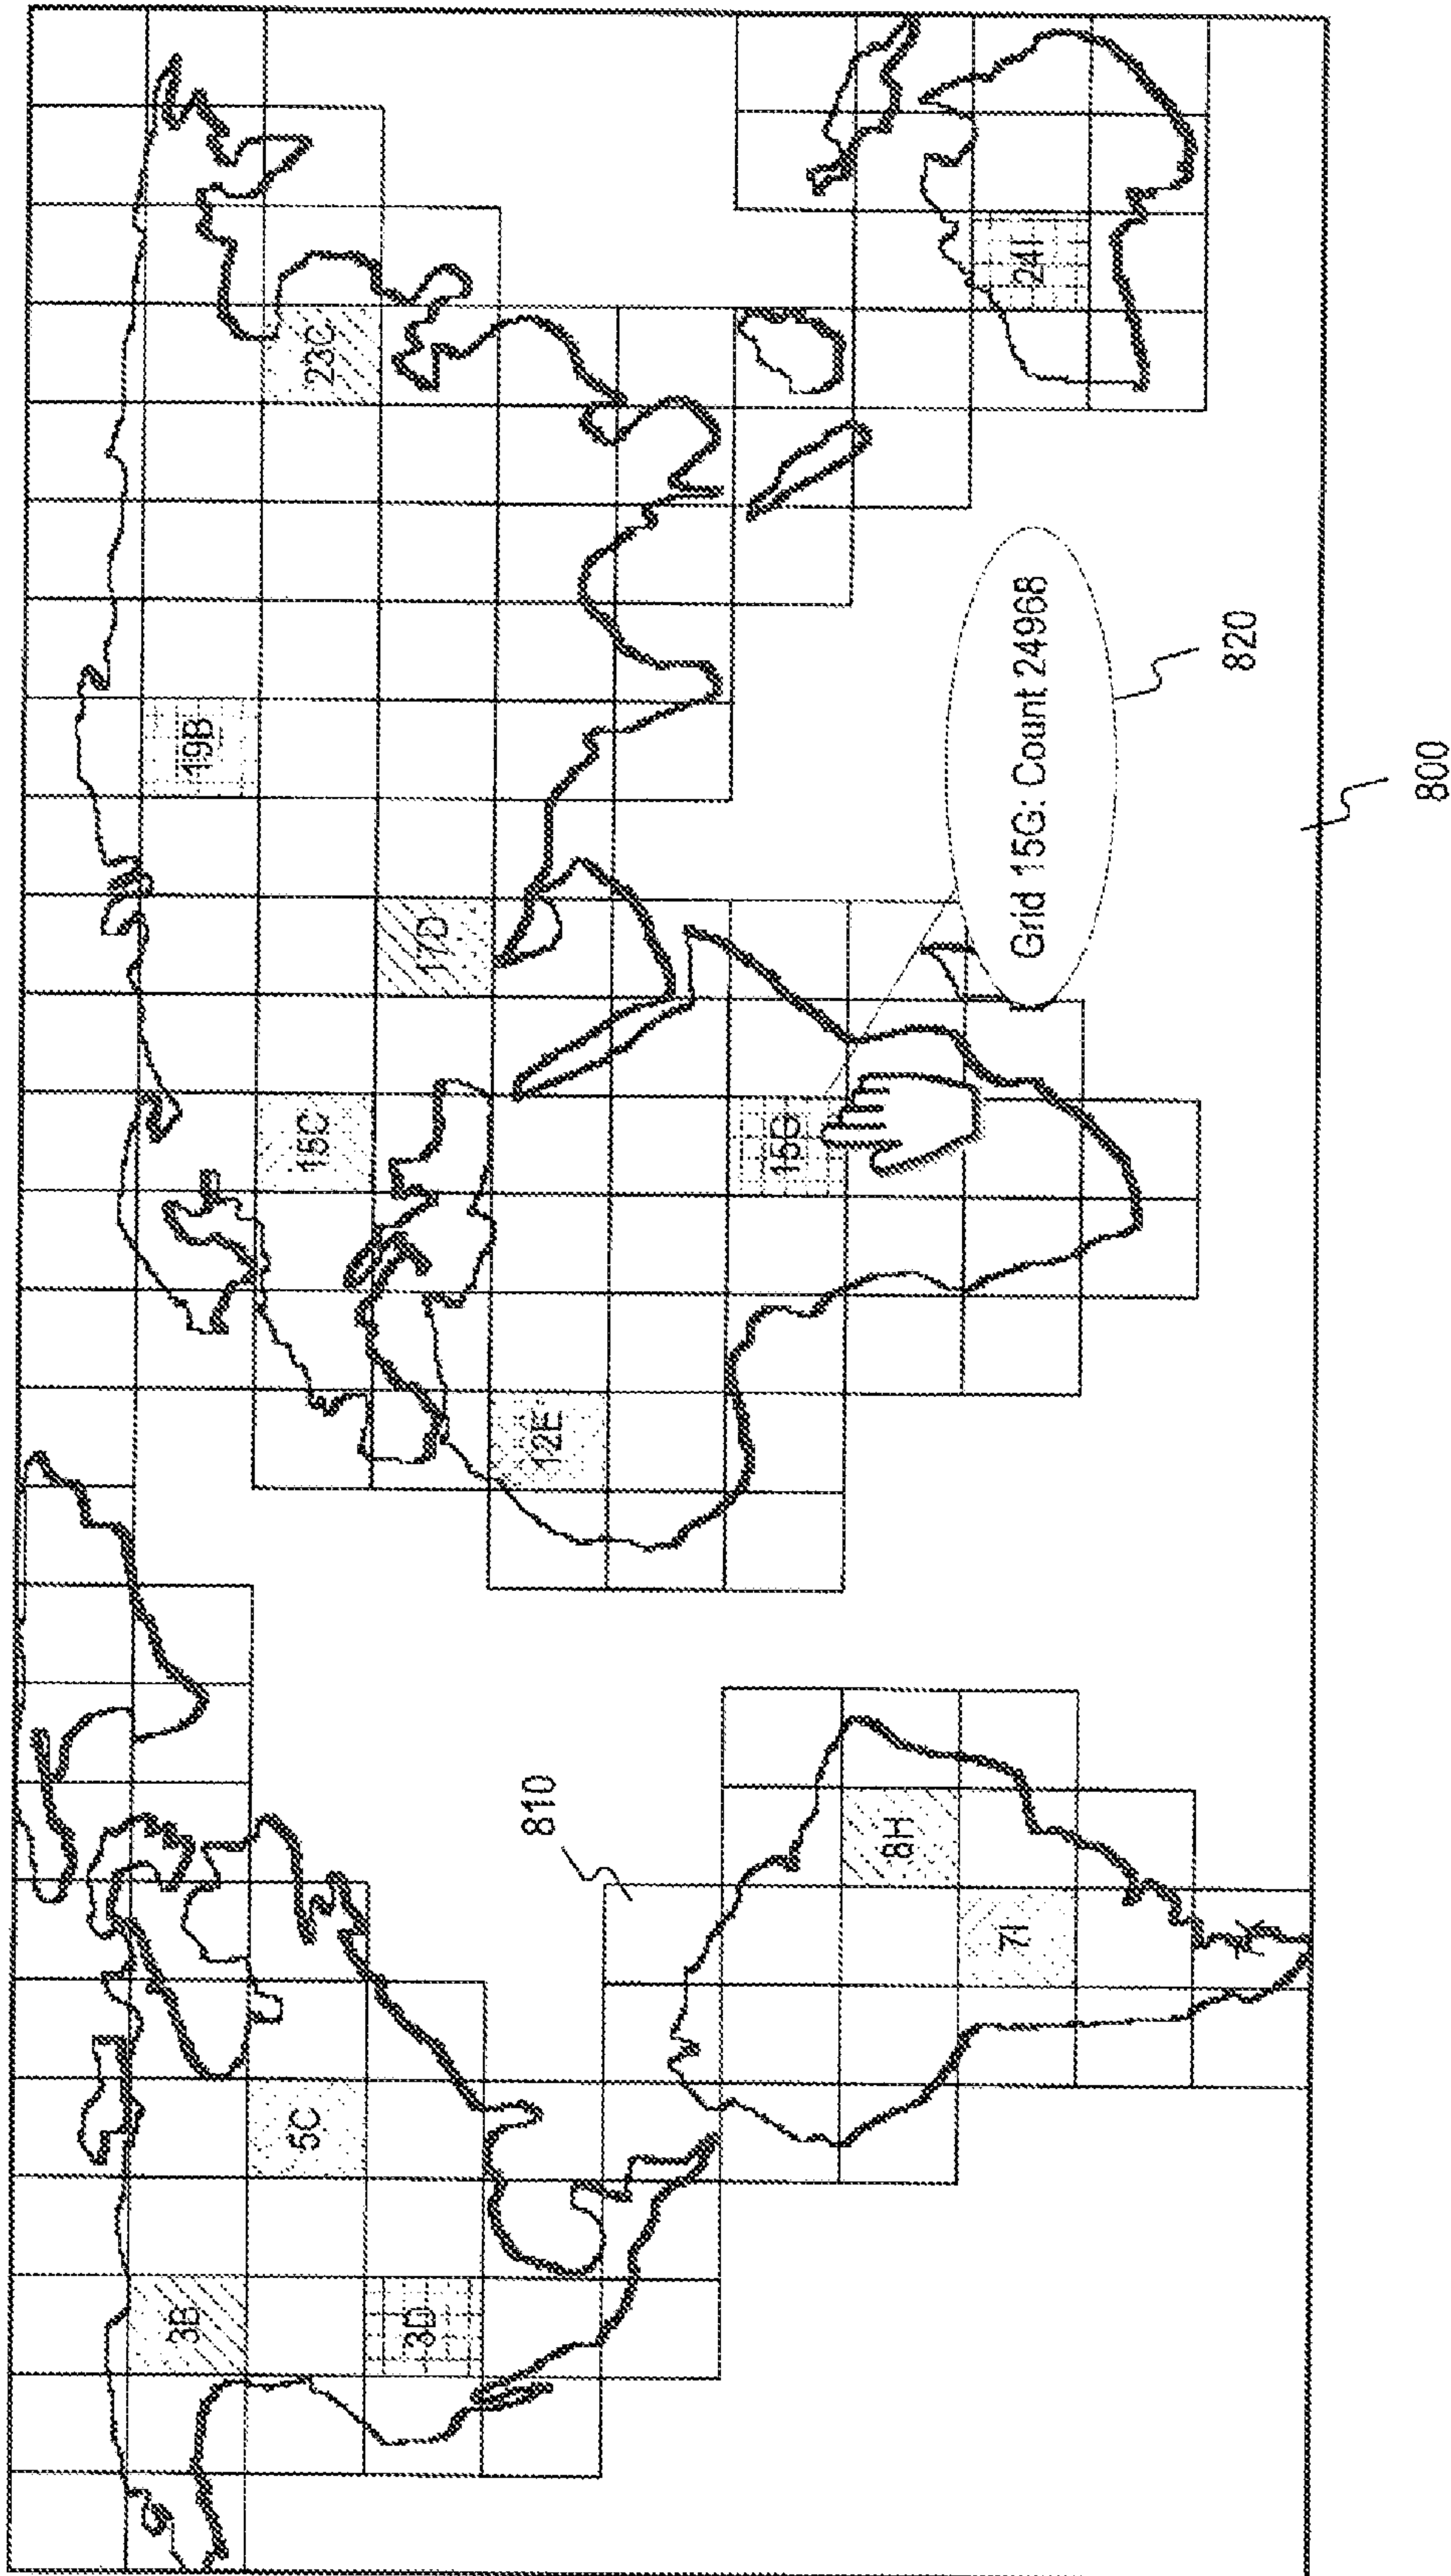 3B
19B
5C
15C
23C
3D
17D
12E
810
15G
8H
7I
24I
Grid 15G: Count 24968
820
800